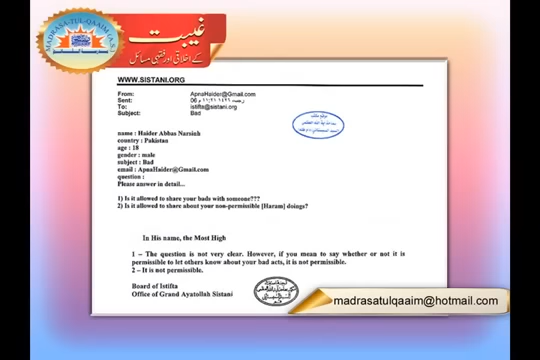 MADRASA-TUL-QAAIM (A.S.)
غیبت
کے اخلاقی اور فقہی مسائل
WWW.SISTANI.ORG
From: ApnaHaider@Gmail.com
Sent:
To: istifta@sistani.org
Subject: Bad
name : Haider Abbas Narsiah
country : Pakistan
age : 18
gender : male
subject : Bad
email : ApnaHaider@Gmail.com
question :
Please answer in detail...
1) Is it allowed to share your bads with someone???
2) Is it allowed to share about your non-permissible [Haram] doings?
In His name, the Most High
1 – The question is not very clear. However, if you mean to say whether or not it is
permissible to let others know about your bad acts, it is not permissible.
2 – It is not permissible.
Board of Istifta
Office of Grand Ayatollah Sistani
madrasatulqaaim@hotmail.com